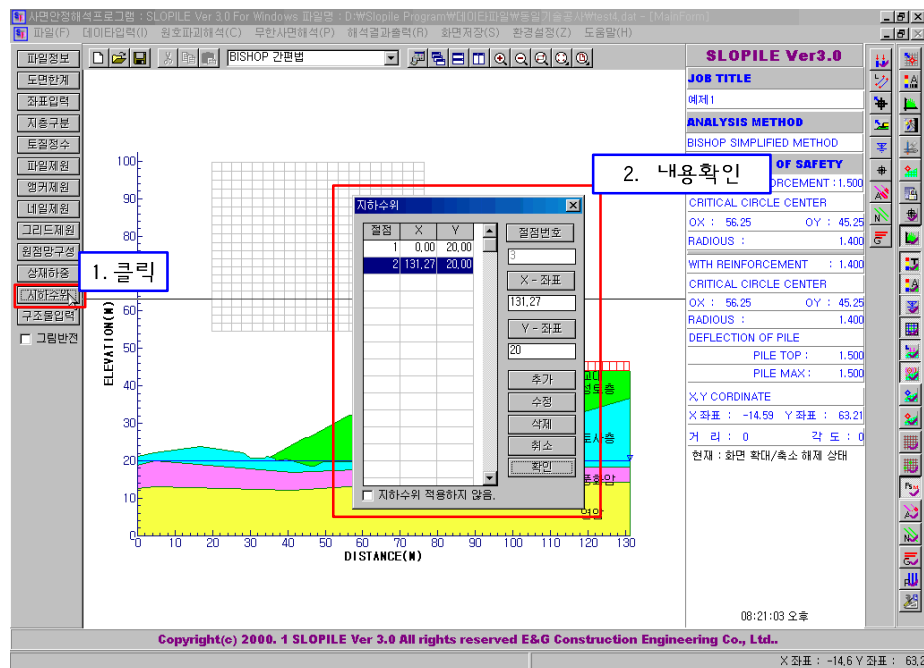 사면안정해석프로그램 : SLOPILE Ver 3.0 For Windows 파일명 : D:\Slopile Program\데이타파일\동일기술공사\test4.dat - [MainForm]
파일(F) 데이타입력(I) 원호파괴해석(C) 무한사면해석(P) 해석결과출력(R) 화면저장(S) 환경설정(Z) 도움말(H)
BISHOP 간편법
파일정보
도면한계
좌표입력
지층구분
토질정수
파일제원
앵커제원
네일제원
그리드제원
원점망구성
상재하중
지하수위
구조물입력
그림반전
1. 클릭
2. 내용확인
100
90
80
60
50
40
30
20
10
0
ELEVATION(M)
0 10 20 30 40 50 60 70 80 90 100 110 120 130
DISTANCE(M)
지하수위
절점 X Y
1 0,00 20,00
2 131,27 20,00
절점번호
3
X - 좌표
131,27
Y - 좌표
20
추가
수정
삭제
취소
확인
지하수위 적용하지 않음.
SLOPILE Ver3.0
JOB TITLE
예제1
ANALYSIS METHOD
BISHOP SIMPLIFIED METHOD
OF SAFETY
RCEMENT : 1.500
CRITICAL CIRCLE CENTER
OX : 56.25 OY : 45.25
RADIOUS : 1.400
WITH REINFORCEMENT : 1.400
CRITICAL CIRCLE CENTER
OX : 56.25 OY : 45.25
RADIOUS : 1.400
DEFLECTION OF PILE
PILE TOP : 1.500
PILE MAX : 1.500
X,Y CORDINATE
X 좌표 : -14.59 Y 좌표 : 63.21
거 리 : 0 각 도 : 0
현재 : 화면 확대/축소 해제 상태
08:21:03 오후
Copyright(c) 2000. 1 SLOPILE Ver 3.0 All rights reserved E&G Construction Engineering Co., Ltd..
X 좌표 : -14,6 Y 좌표 : 63,2